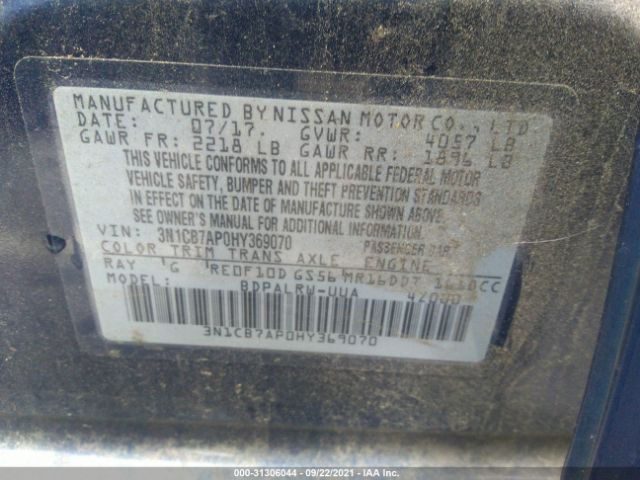 MANUFACTURED BY NISSAN MOTOR CO., LTD
DATE: 07/17. GVWR: 4057 LB
GAWR FR: 2218 LB GAWR RR: 1896 LB
THIS VEHICLE CONFORMS TO ALL APPLICABLE FEDERAL MOTOR
VEHICLE SAFETY, BUMPER AND THEFT PREVENTION STANDARDS
IN EFFECT ON THE DATE OF MANUFACTURE SHOWN ABOVE.
SEE OWNER'S MANUAL FOR ADDITIONAL INFORMATION.
VIN: 3N1CB7AP0HY369070 PASSENGER CAR
COLOR TRIM TRANS AXLE ENGINE
RAY G RE0F10D GS56 MR16DDT 1618CC
MODEL: BDPALRW-UUA
3N1CB7AP0HY369070
000-31306044 - 09/22/2021 - IAA Inc.